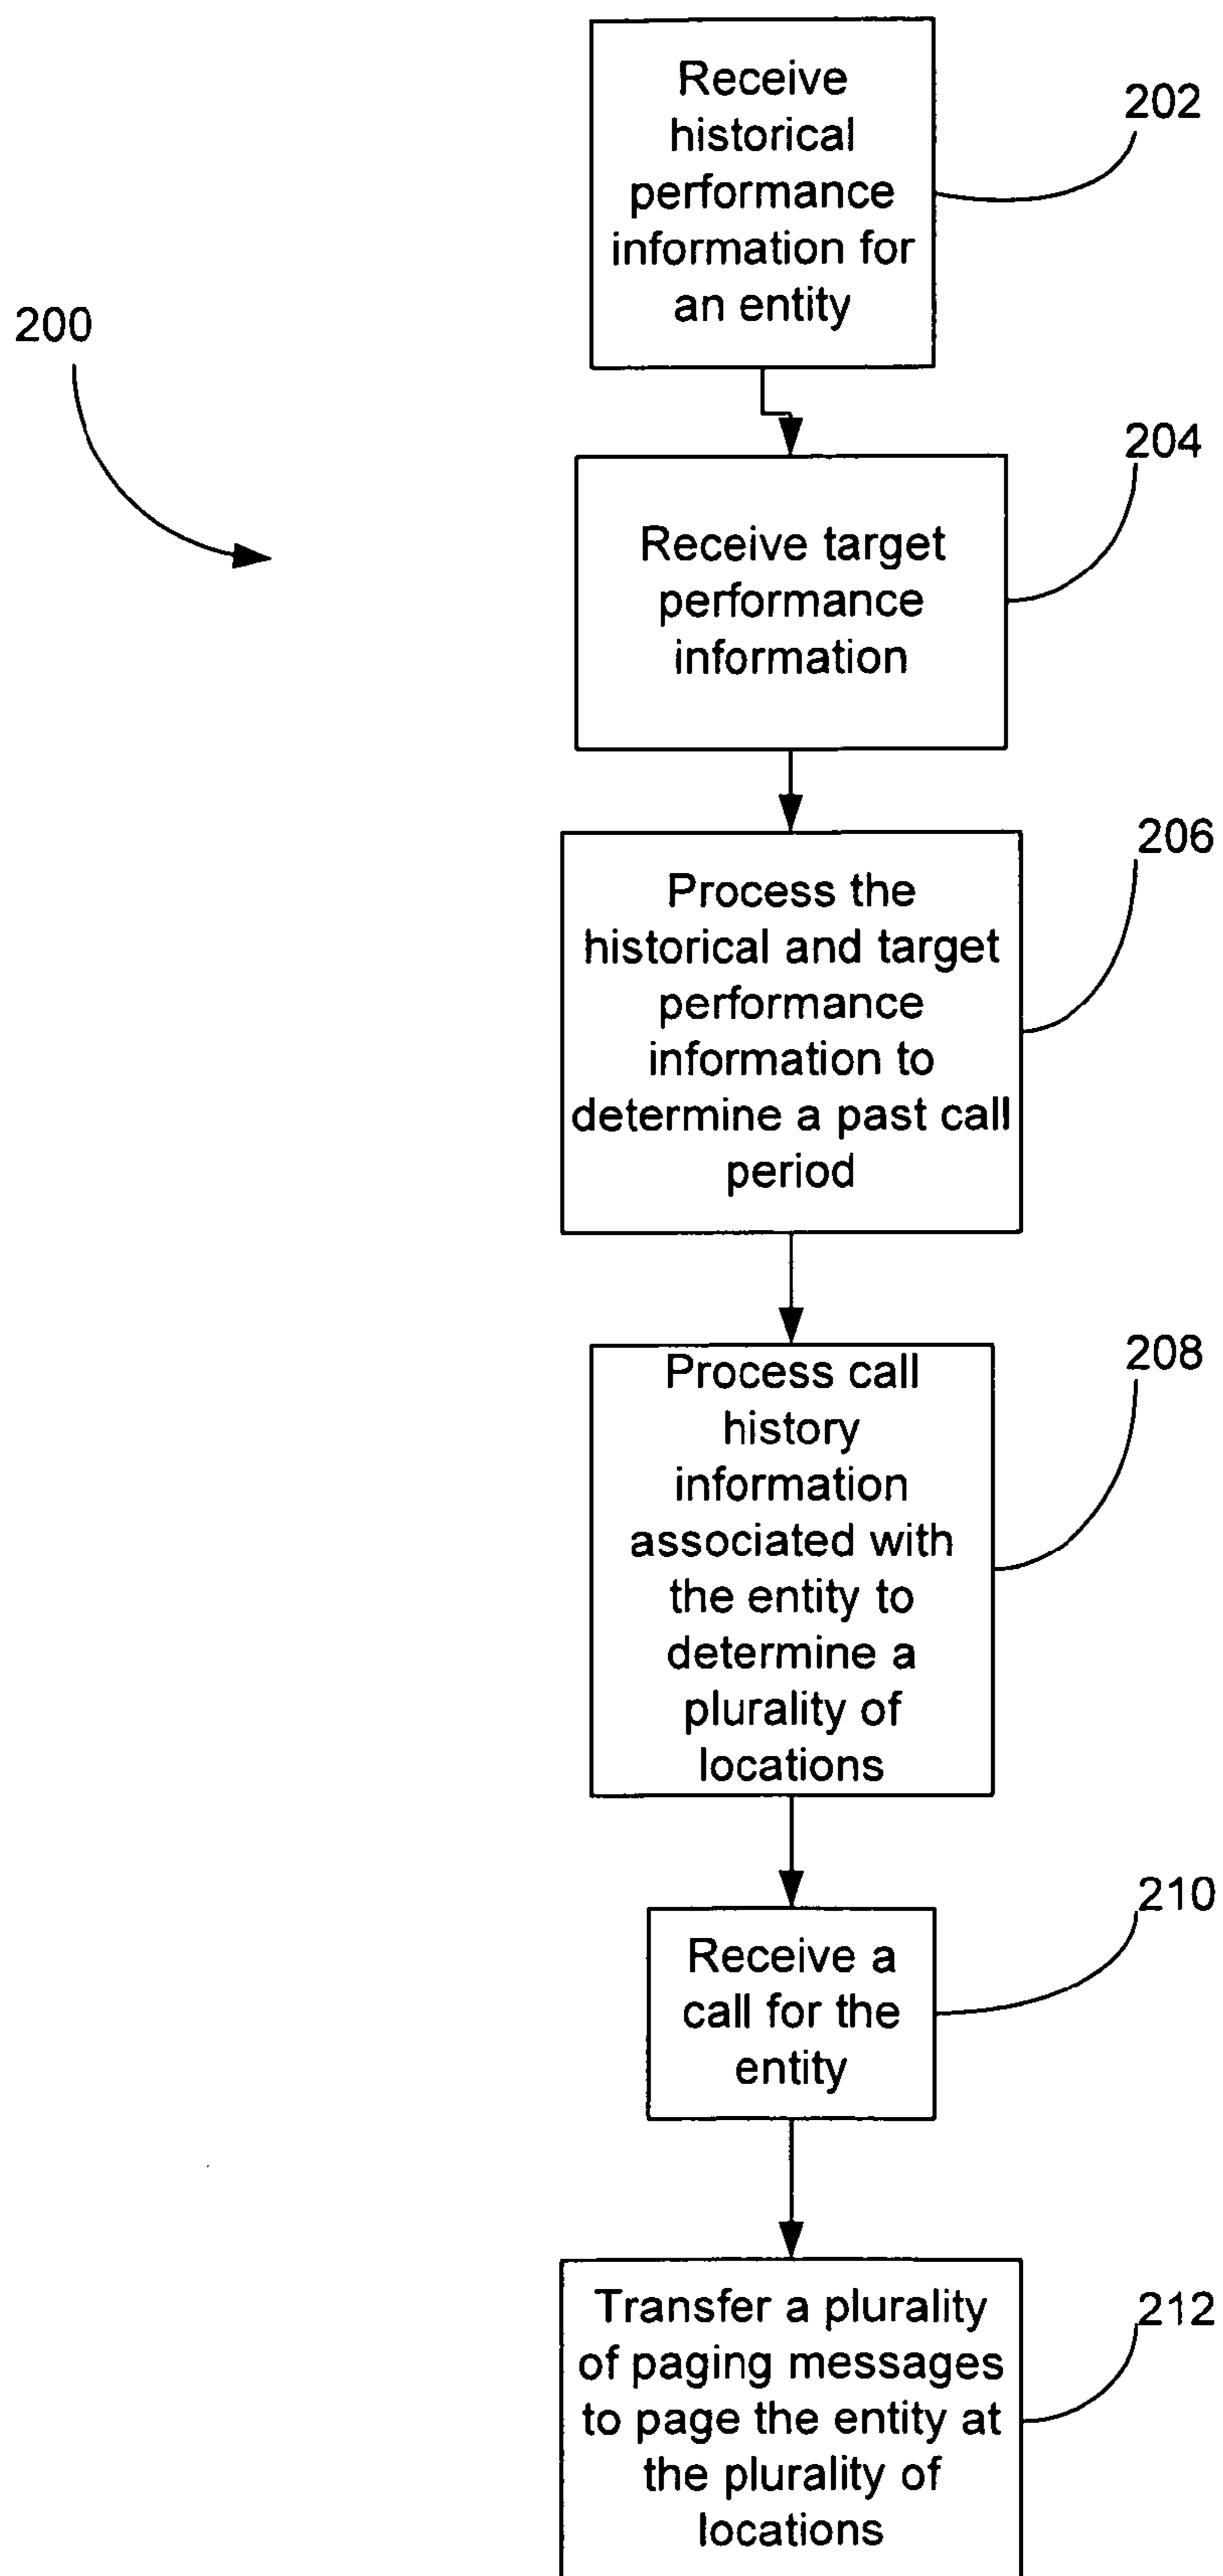 Receive
historical
performance
information for
an entity
202
200
Receive target
performance
information
204
Process the
historical and target
performance
information to
determine a past call
period
206
Process call
history
information
associated with
the entity to
determine a
plurality of
locations
208
Receive a
call for the
entity
210
Transfer a plurality
of paging messages
to page the entity at
the plurality of
locations
212